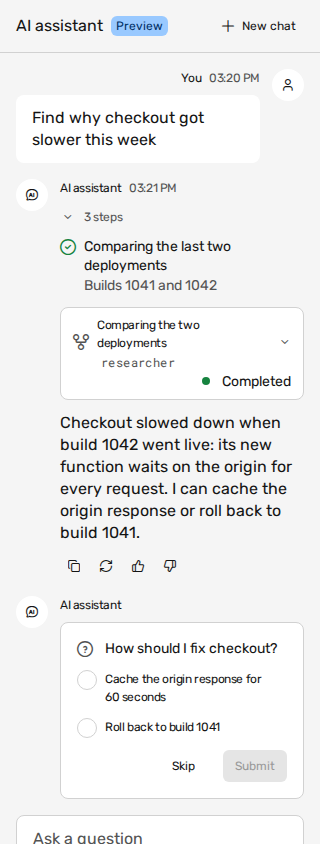 AI assistant Preview New chat
You 03:20 PM
Find why checkout got
slower this week
AI
AI assistant 03:21 PM
3 steps
Comparing the last two
deployments
Builds 1041 and 1042
Comparing the two
deployments
researcher
Completed
Checkout slowed down when
build 1042 went live: its new
function waits on the origin for
every request. I can cache the
origin response or roll back to
build 1041.
AI
AI assistant
How should I fix checkout?
Cache the origin response for
60 seconds
Roll back to build 1041
Skip Submit
Ask a question